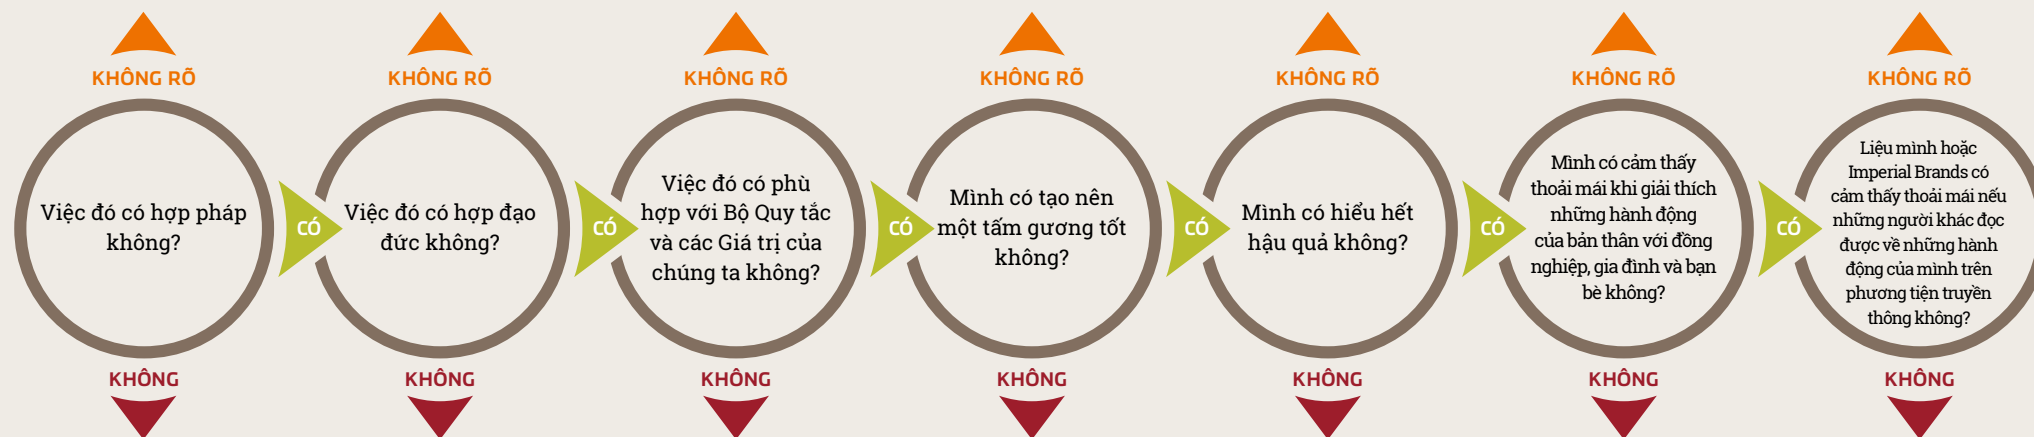 KHÔNG RÕ
KHÔNG RÕ
KHÔNG RÕ
KHÔNG RÕ
KHÔNG RÕ
KHÔNG RÕ
KHÔNG RÕ
Việc đó có hợp pháp
không?
CÓ
Việc đó có hợp đạo
đức không?
CÓ
Việc đó có phù
hợp với Bộ Quy tắc
và các Giá trị của
chúng ta không?
CÓ
Mình có tạo nên
một tấm gương tốt
không?
CÓ
Mình có hiểu hết
hậu quả không?
CÓ
Mình có cảm thấy
thoải mái khi giải thích
những hành động
của bản thân với đồng
nghiệp, gia đình và bạn
bè không?
CÓ
Liệu mình hoặc
Imperial Brands có
cảm thấy thoải mái nếu
những người khác đọc
được về những hành
động của mình trên
phương tiện truyền
thông không?
KHÔNG
KHÔNG
KHÔNG
KHÔNG
KHÔNG
KHÔNG
KHÔNG